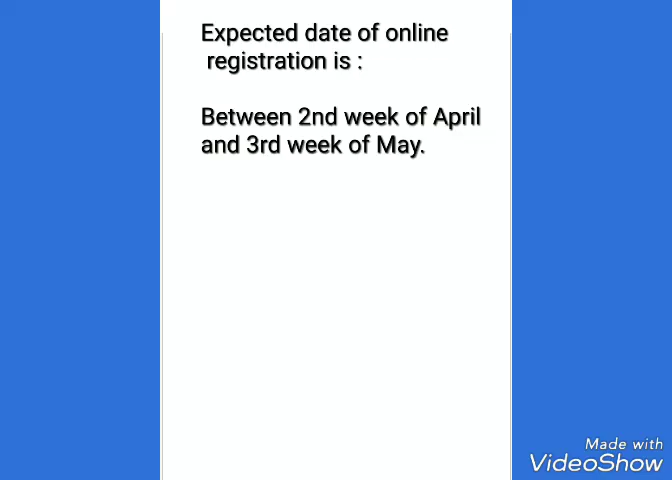 Expected date of online
registration is :
Between 2nd week of April
and 3rd week of May.
Made with
VideoShow